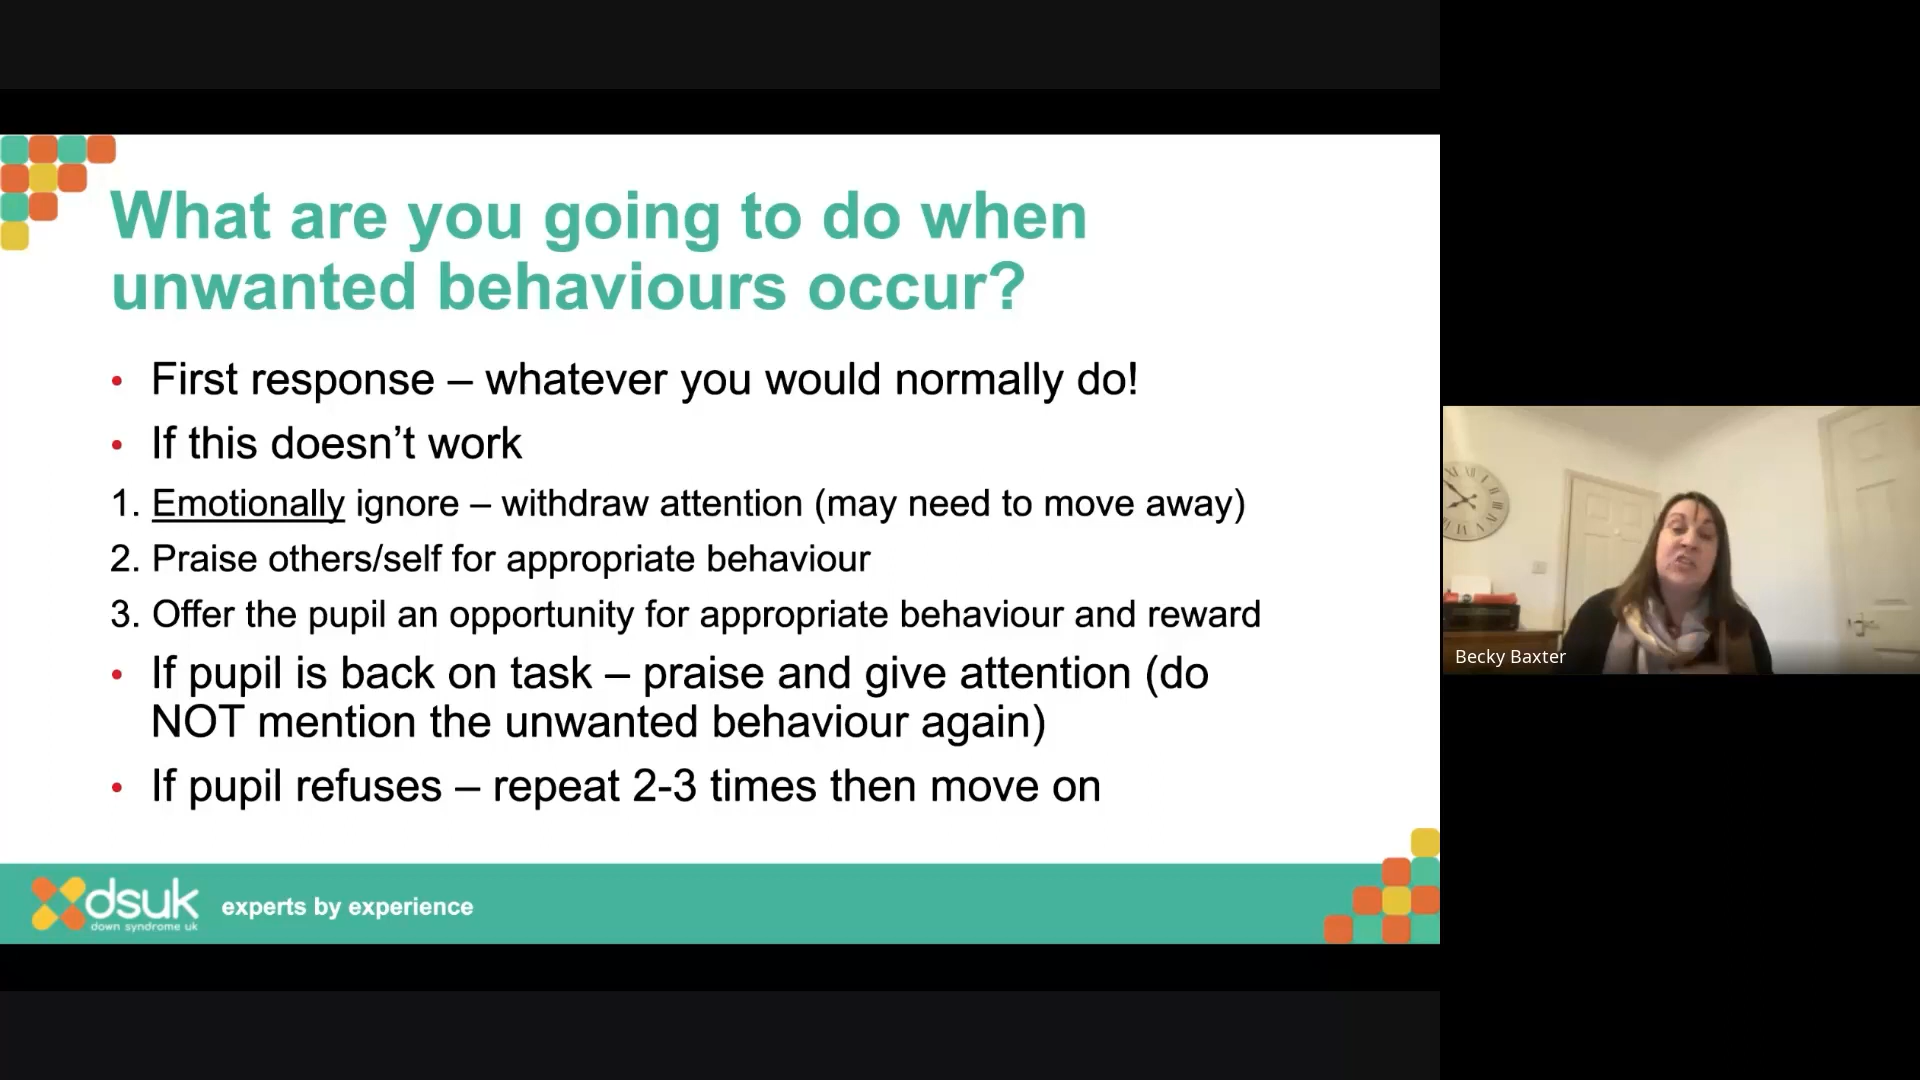 What are you going to do when
unwanted behaviours occur?
• First response – whatever you would normally do!
• If this doesn’t work
1. Emotionally ignore – withdraw attention (may need to move away)
2. Praise others/self for appropriate behaviour
3. Offer the pupil an opportunity for appropriate behaviour and reward
• If pupil is back on task – praise and give attention (do
NOT mention the unwanted behaviour again)
• If pupil refuses – repeat 2-3 times then move on
dsuk
down syndrome uk
experts by experience
Becky Baxter